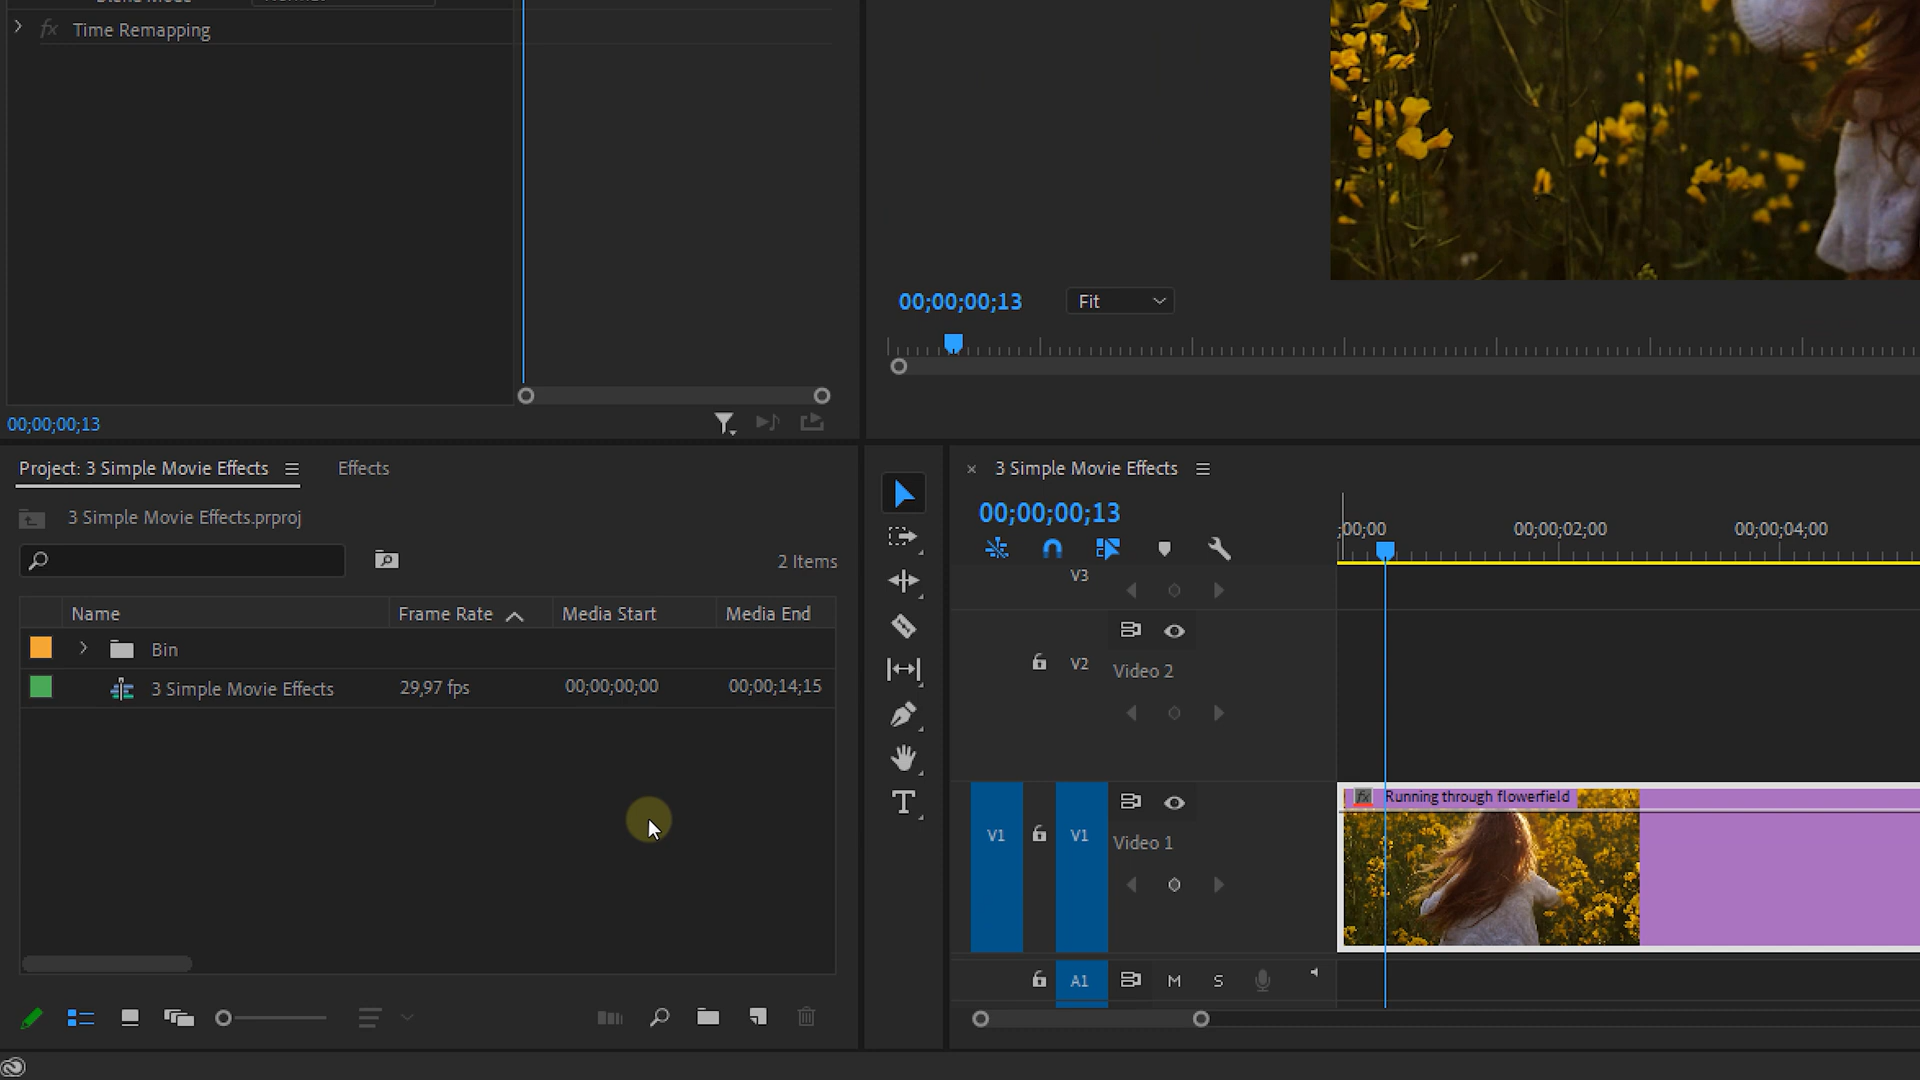 Time Remapping
00;00;00;13
Fit
00;00;00;13
Project: 3 Simple Movie Effects
Effects
3 Simple Movie Effects
3 Simple Movie Effects.prproj
00;00;00;13
;00;00
00;00;02;00
00;00;04;00
2 Items
V3
Name
Frame Rate
Media Start
Media End
Bin
V2
Video 2
3 Simple Movie Effects
29,97 fps
00;00;00;00
00;00;14;15
fx
Running through flowerfield
V1
V1
Video 1
A1
M
S
T